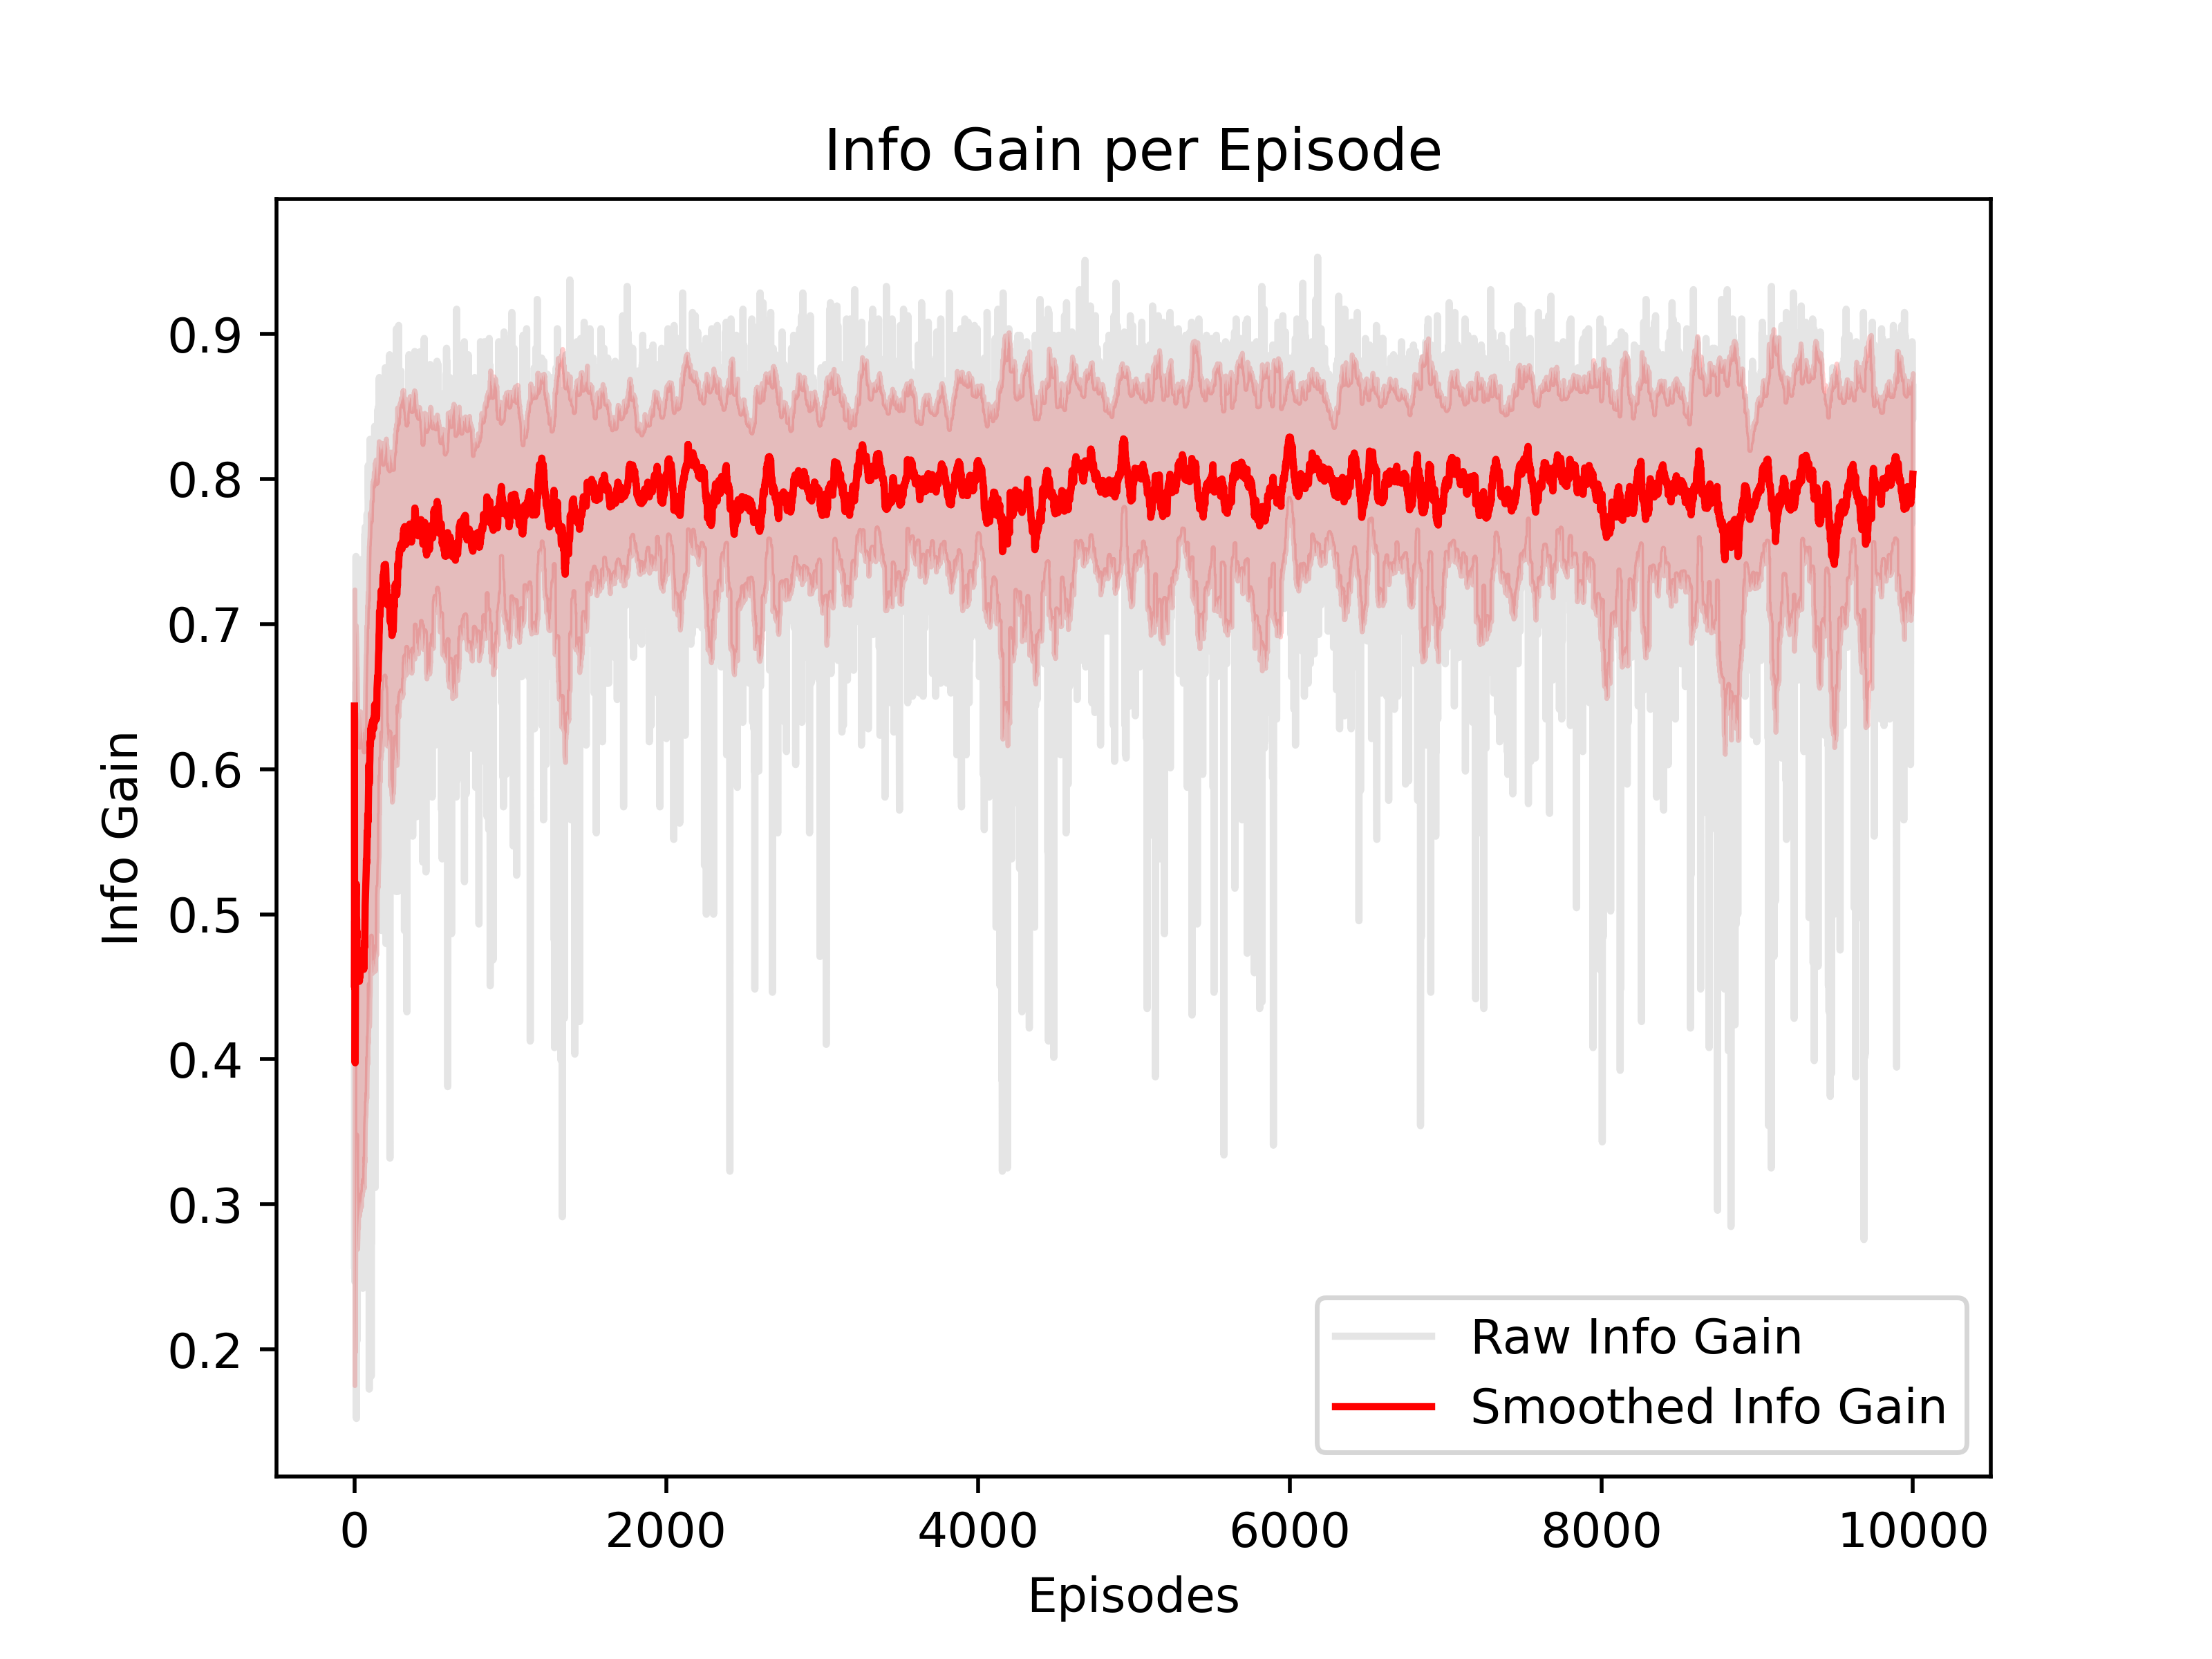 Info Gain per Episode
Info Gain
0.9
0.8
0.7
0.6
0.5
0.4
0.3
0.2
Raw Info Gain
Smoothed Info Gain
0 2000 4000 6000 8000 10000
Episodes